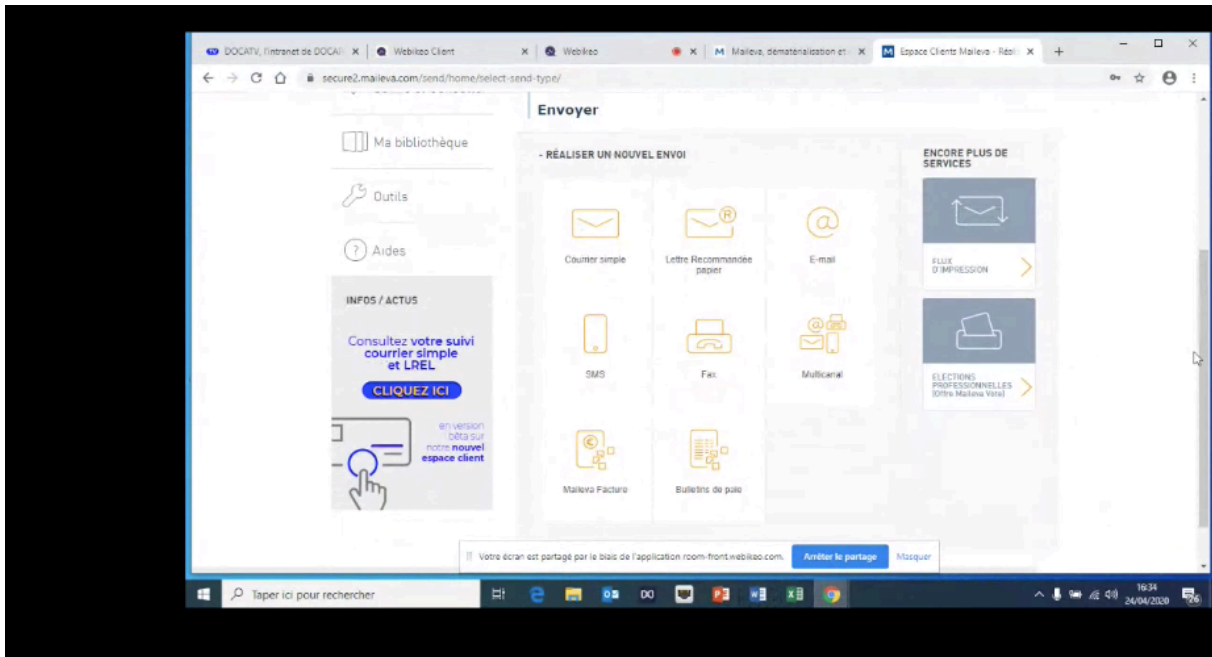 DOCATV, l'intranet de DOCAP
Webikeo Client
Webikeo
Maileva, dématérialisation et
Espace Clients Maileva - Réali
secure2.maileva.com/send/home/select-send-type/
Envoyer
Ma bibliothèque
Outils
Aides
INFOS / ACTUS
Consultez votre suivi
courrier simple
et LREL
CLIQUEZ ICI
en version
bêta sur
notre nouvel
espace client
- RÉALISER UN NOUVEL ENVOI
Courrier simple
Lettre Recommandée
papier
E-mail
SMS
Fax
Multicanal
Maileva Facture
Bulletins de paie
ENCORE PLUS DE
SERVICES
FLUX
D'IMPRESSION
ELECTIONS
PROFESSIONNELLES
(Offre Maileva Vote)
Votre écran est partagé par le biais de l'application room-front.webikeo.com.
Arrêter le partage
Masquer
Taper ici pour rechercher
16:34
24/04/2020